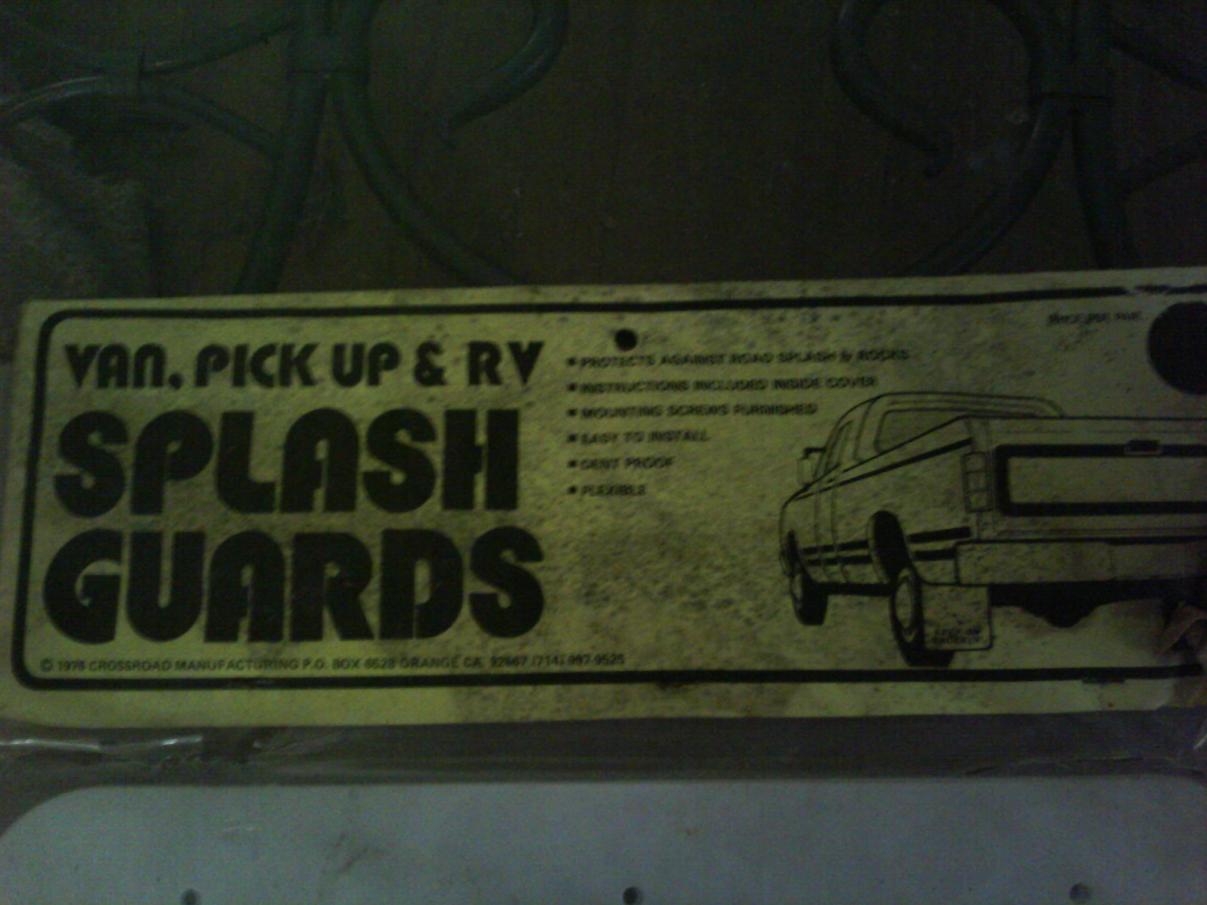 VAN, PICK UP & RV
SPLASH
GUARDS
■ PROTECTS AGAINST ROAD SPLASH & ROCKS
■ INSTRUCTIONS INCLUDED INSIDE COVER
■ MOUNTING SCREWS FURNISHED
■ EASY TO INSTALL
■ DENT PROOF
■ FLEXIBLE
© 1978 CROSSROAD MANUFACTURING P.O. BOX 6528 ORANGE CA. 92667 (714) 997-9525